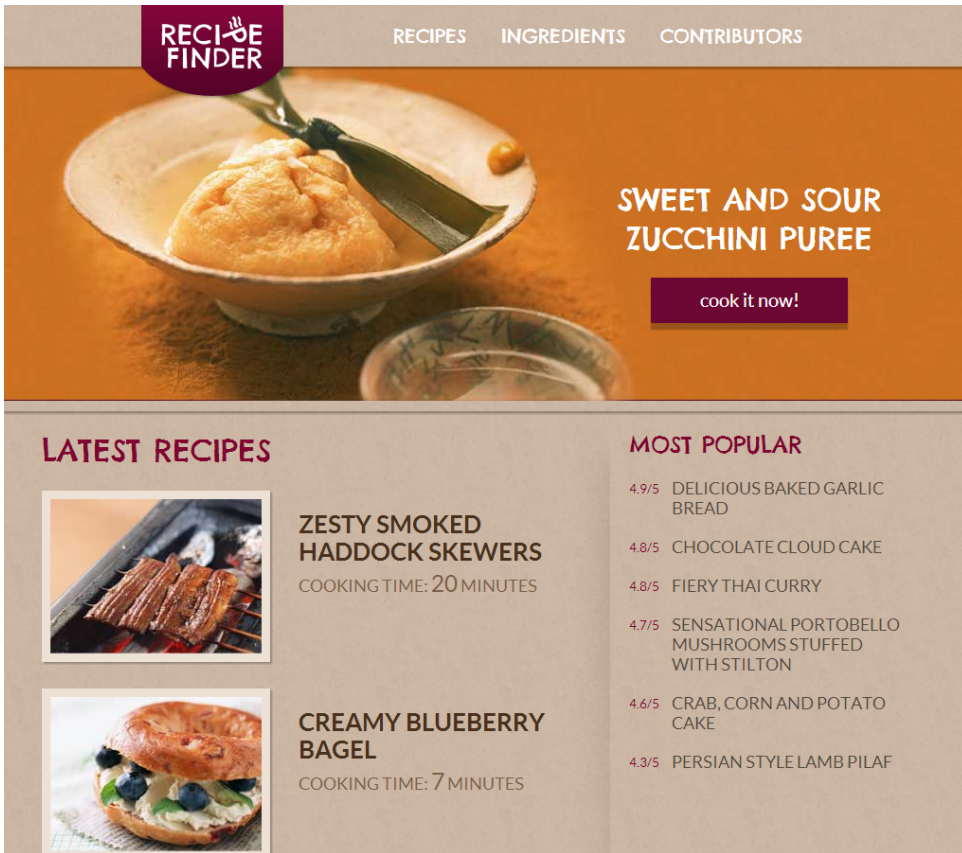 RECIPE
FINDER
RECIPES INGREDIENTS CONTRIBUTORS
SWEET AND SOUR
ZUCCHINI PUREE
cook it now!
LATEST RECIPES
ZESTY SMOKED
HADDOCK SKEWERS
COOKING TIME: 20 MINUTES
CREAMY BLUEBERRY
BAGEL
COOKING TIME: 7 MINUTES
MOST POPULAR
4.9/5 DELICIOUS BAKED GARLIC
BREAD
4.8/5 CHOCOLATE CLOUD CAKE
4.8/5 FIERY THAI CURRY
4.7/5 SENSATIONAL PORTOBELLO
MUSHROOMS STUFFED
WITH STILTON
4.6/5 CRAB, CORN AND POTATO
CAKE
4.3/5 PERSIAN STYLE LAMB PILAF